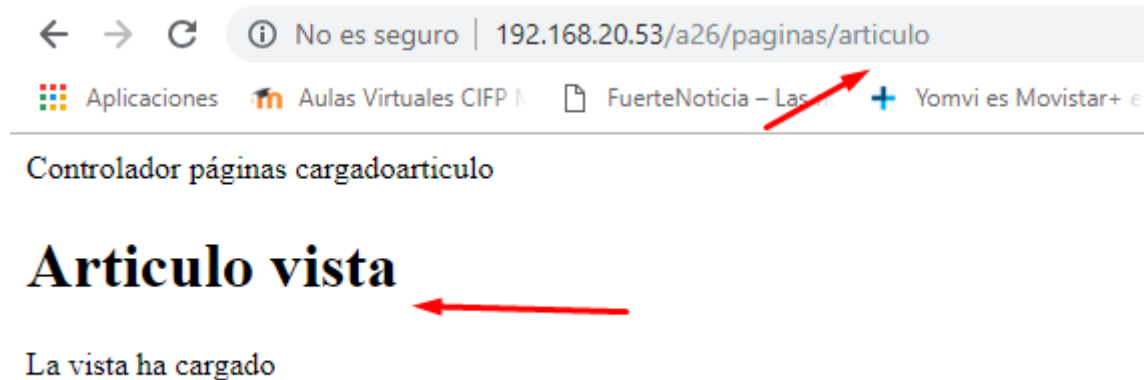 No es seguro | 192.168.20.53/a26/paginas/articulo
Aplicaciones Aulas Virtuales CIFP FuerteNoticia – Las Yomvi es Movistar+ e
Controlador páginas cargadoarticulo
Articulo vista
La vista ha cargado